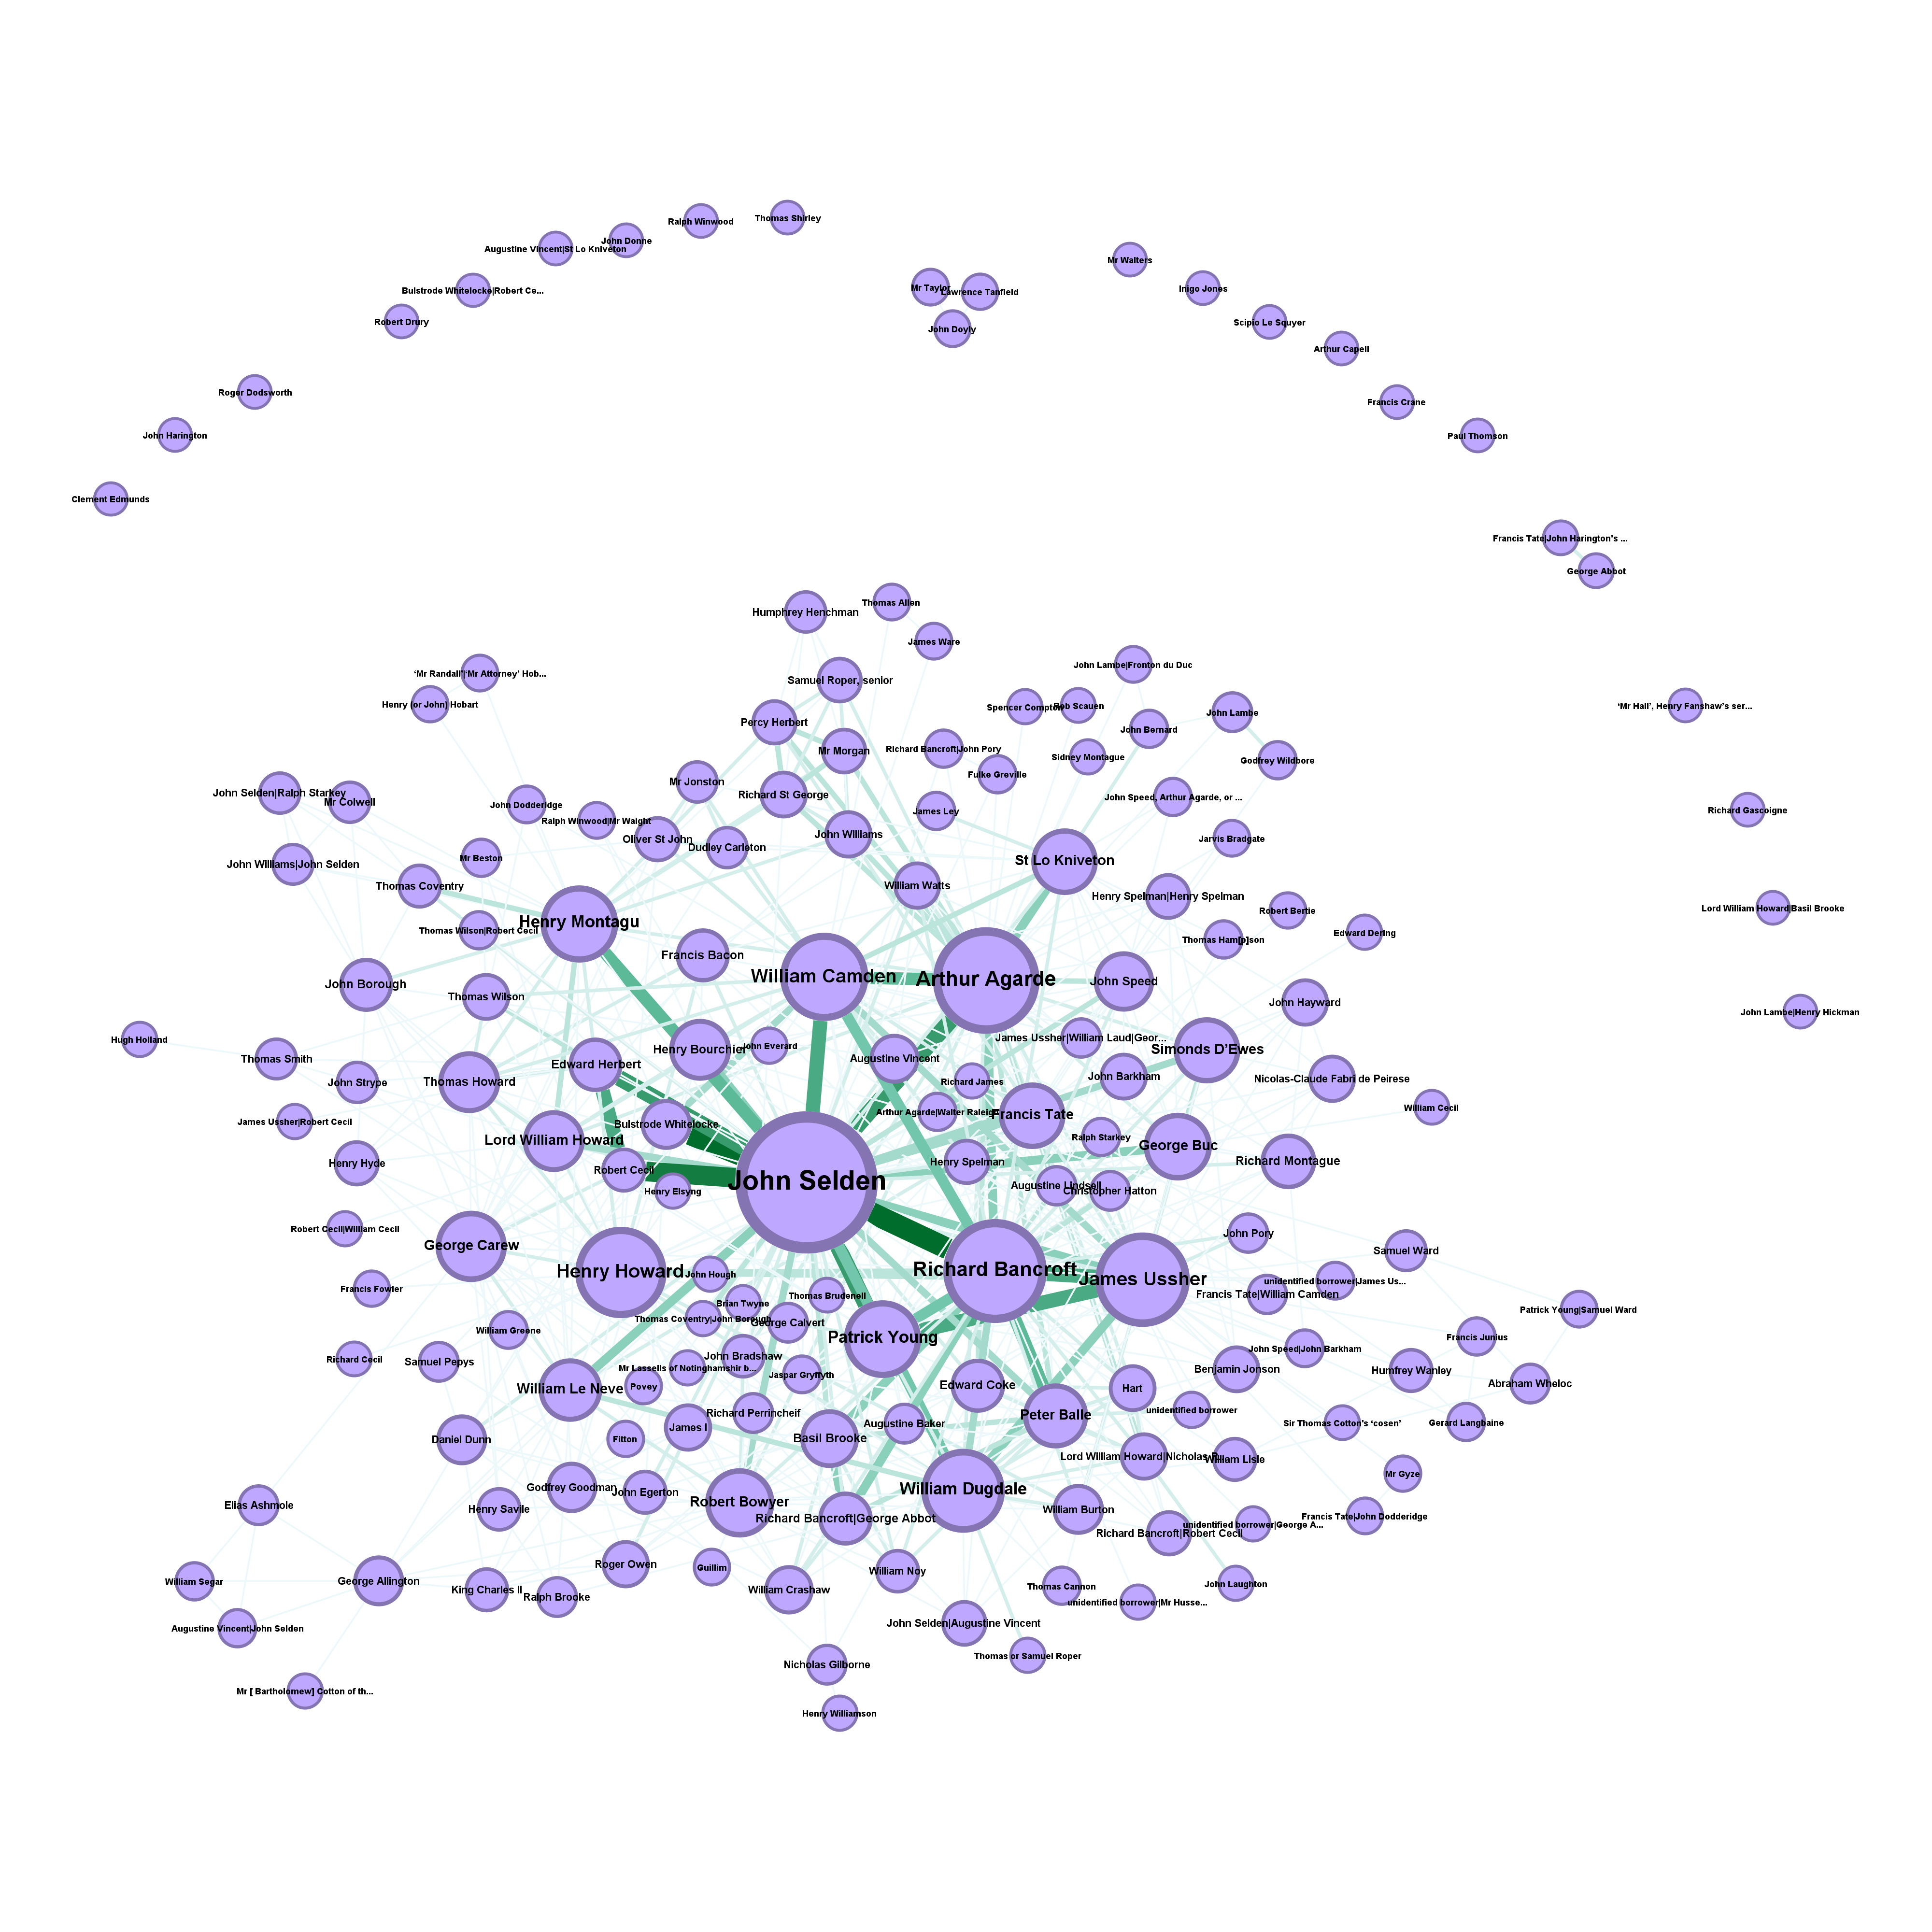 Thomas Shirley
Ralph Winwood
John Donne
Augustine Vincent|St Lo Kniveton
Mr Walters
Mr Taylor
Lawrence Tanfield
Inigo Jones
Bulstrode Whitelocke|Robert Ce...
Robert Drury
Scipio Le Squyer
John Doyly
Arthur Capell
Roger Dodsworth
Francis Crane
John Harington
Paul Thomson
Clement Edmunds
Francis Tate|John Harington's ...
George Abbot
Thomas Allen
Humphrey Henchman
James Ware
John Lambe|Fronton du Duc
‘Mr Randall’|‘Mr Attorney’ Hob...
Samuel Roper, senior
Henry (or John) Hobart
Spencer Compton
Rob Scauen
‘Mr Hall’, Henry Fanshaw’s ser...
John Lambe
Percy Herbert
John Bernard
Mr Morgan
Richard Bancroft|John Pory
Sidney Montague
Godfrey Wildbore
Fulke Greville
Mr Jonston
John Selden|Ralph Starkey
Richard St George
John Speed, Arthur Agarde, or ...
Mr Colwell
John Dodderidge
James Ley
Richard Gascoigne
Ralph Winwood|Mr Waight
Oliver St John
John Williams
Jarvis Bradgate
Dudley Carleton
Mr Beston
St Lo Kniveton
John Williams|John Selden
Thomas Coventry
William Watts
Henry Spelman|Henry Spelman
Lord William Howard|Basil Brooke
Robert Bertie
Henry Montagu
Thomas Wilson|Robert Cecil
Edward Dering
Thomas Ham[p]son
Francis Bacon
William Camden
Arthur Agarde
John Speed
John Borough
Thomas Wilson
John Hayward
John Lambe|Henry Hickman
James Ussher|William Laud|Geor...
Hugh Holland
John Everard
Henry Bourchier
Simonds D’Ewes
Thomas Smith
Augustine Vincent
Edward Herbert
John Barkham
Nicolas-Claude Fabri de Peirese
John Strype
Thomas Howard
Richard James
William Cecil
Arthur Agarde|Walter Raleigh
Francis Tate
James Ussher|Robert Cecil
Bulstrode Whitelocke
Ralph Starkey
Lord William Howard
George Buc
Henry Spelman
Richard Montague
Henry Hyde
Robert Cecil
John Selden
Augustine Lindsell
Christopher Hatton
Henry Elsyng
Robert Cecil|William Cecil
John Pory
George Carew
Samuel Ward
Henry Howard
Richard Bancroft
John Hough
James Ussher
unidentified borrower|James Us...
Francis Fowler
Francis Tate|William Camden
Thomas Brudenell
Brian Twyne
Patrick Young|Samuel Ward
Thomas Coventry|John Borough
George Calvert
William Greene
Patrick Young
Francis Junius
John Speed|John Barkham
Richard Cecil
Samuel Pepys
John Bradshaw
Mr Lassells of Notinghamshir b...
Benjamin Jonson
Humfrey Wanley
Jaspar Gryffyth
Abraham Wheloc
William Le Neve
Povey
Edward Coke
Hart
unidentified borrower
Richard Perrincheif
Peter Balle
Augustine Baker
Sir Thomas Cotton’s ‘cosen’
Gerard Langbaine
James I
Daniel Dunn
Fitton
Basil Brooke
Lord William Howard|Nicholas
William Lisle
Mr Gyze
Godfrey Goodman
William Dugdale
John Egerton
Robert Bowyer
Elias Ashmole
Henry Savile
William Burton
Richard Bancroft|George Abbot
Francis Tate|John Dodderidge
unidentified borrower|George A...
Richard Bancroft|Robert Cecil
Roger Owen
Guillim
William Noy
William Segar
George Allington
John Laughton
Thomas Cannon
King Charles II
William Crashaw
Ralph Brooke
unidentified borrower|Mr Husse...
John Selden|Augustine Vincent
Augustine Vincent|John Selden
Thomas or Samuel Roper
Nicholas Gilborne
Mr [ Bartholomew] Cotton of th...
Henry Williamson